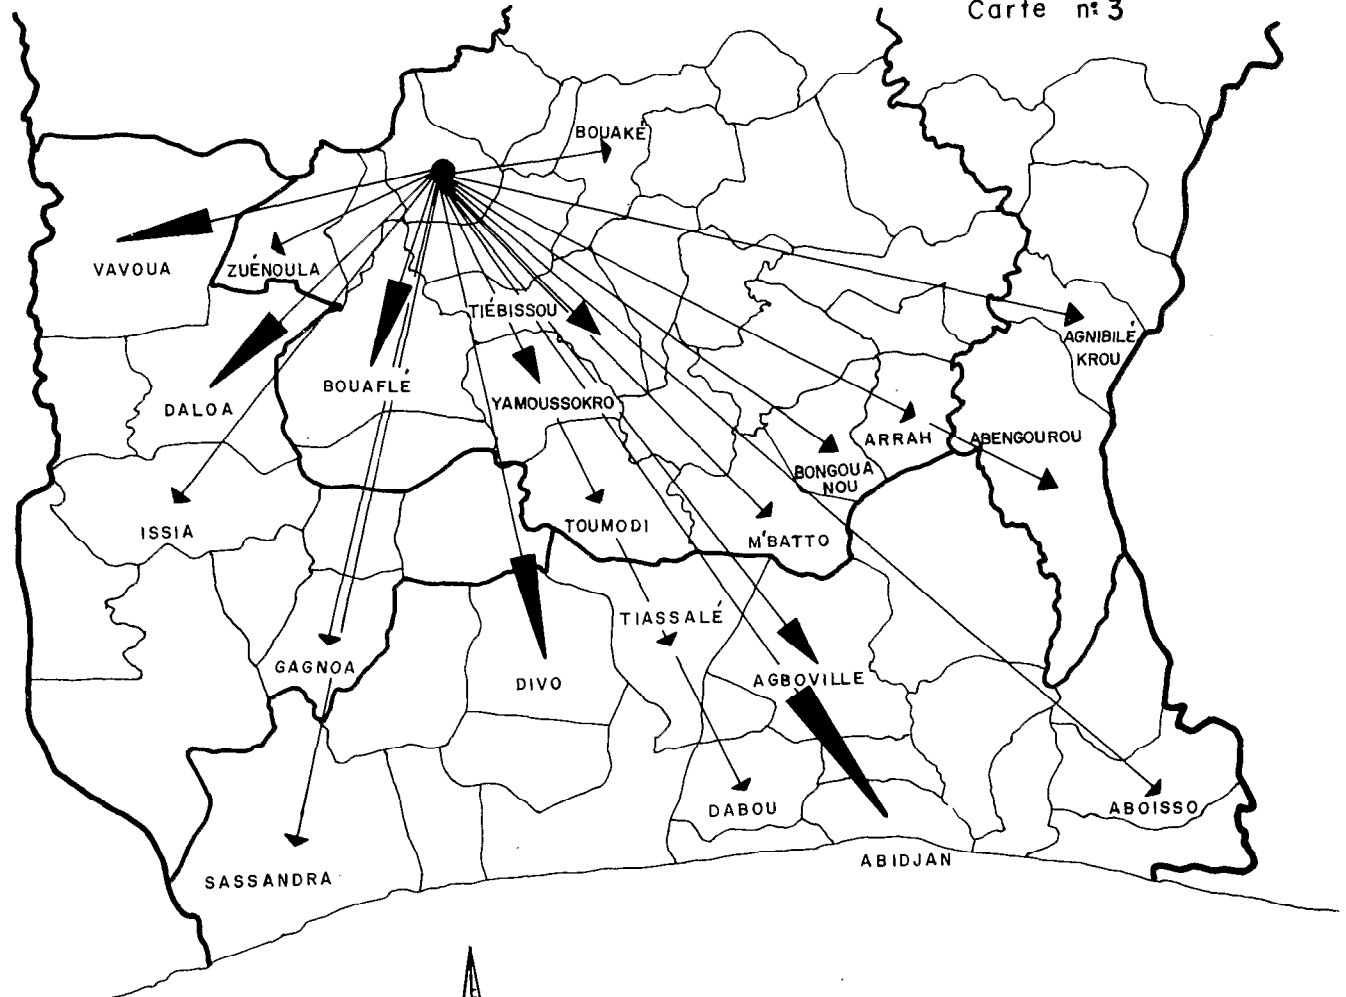 Carte n° 3
BOUAKÉ
VAVOUA
ZUÉNOULA
TIÉBISSOU
AGNIBILÉ
KROU
BOUAFLÉ
DALOA
YAMOUSSOKRO
ARRAH
ABENGOUROU
BONGOUA
NOU
ISSIA
TOUMODI
M'BATTO
TIASSALÉ
GAGNOA
DIVO
AGBOVILLE
DABOU
ABOISSO
ABIDJAN
SASSANDRA